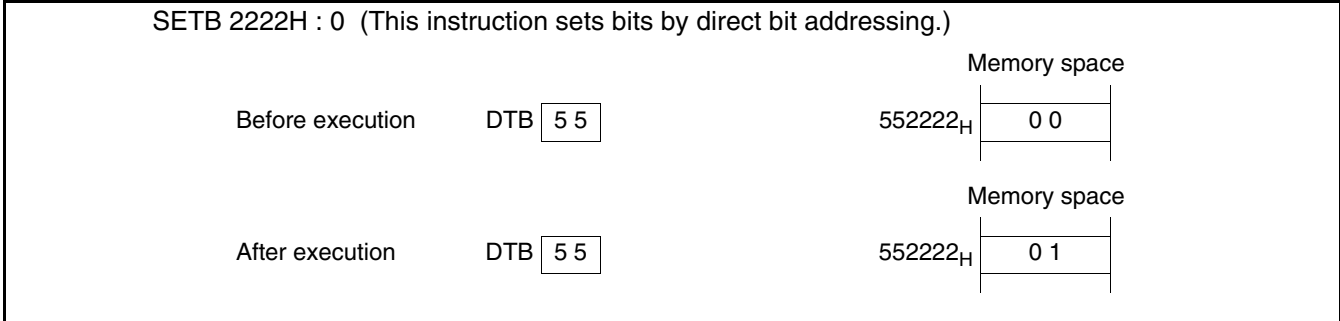 SETB 2222H : 0 (This instruction sets bits by direct bit addressing.)
Memory space
Before execution DTB 5 5 552222H 0 0
Memory space
After execution DTB 5 5 552222H 0 1